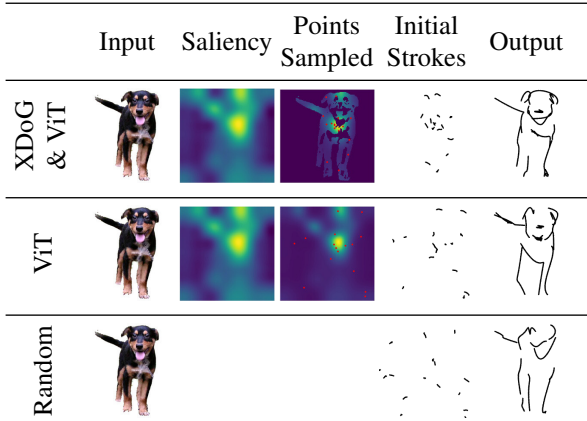 Input Saliency Points Sampled Initial Strokes Output
XDoG & ViT
ViT
Random